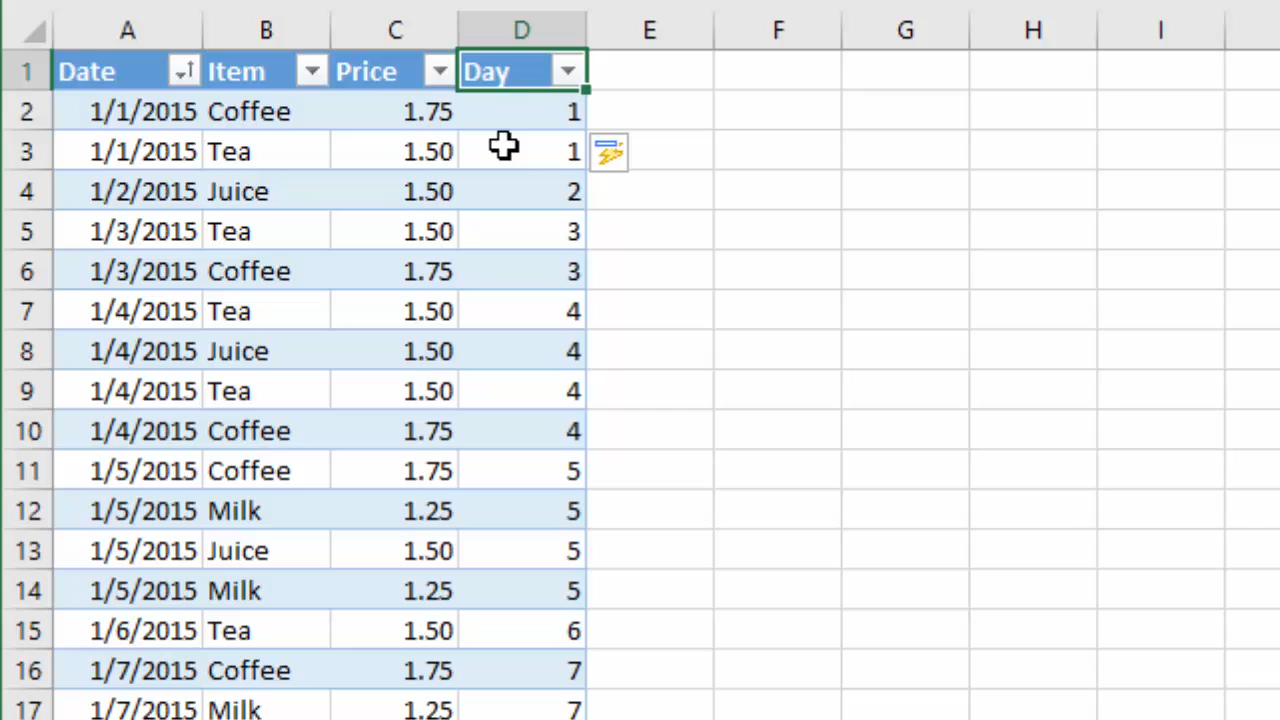 A B C D E F G H I
1 Date Item Price Day
2 1/1/2015 Coffee 1.75 1
3 1/1/2015 Tea 1.50 1
4 1/2/2015 Juice 1.50 2
5 1/3/2015 Tea 1.50 3
6 1/3/2015 Coffee 1.75 3
7 1/4/2015 Tea 1.50 4
8 1/4/2015 Juice 1.50 4
9 1/4/2015 Tea 1.50 4
10 1/4/2015 Coffee 1.75 4
11 1/5/2015 Coffee 1.75 5
12 1/5/2015 Milk 1.25 5
13 1/5/2015 Juice 1.50 5
14 1/5/2015 Milk 1.25 5
15 1/6/2015 Tea 1.50 6
16 1/7/2015 Coffee 1.75 7
17 1/7/2015 Milk 1.25 7